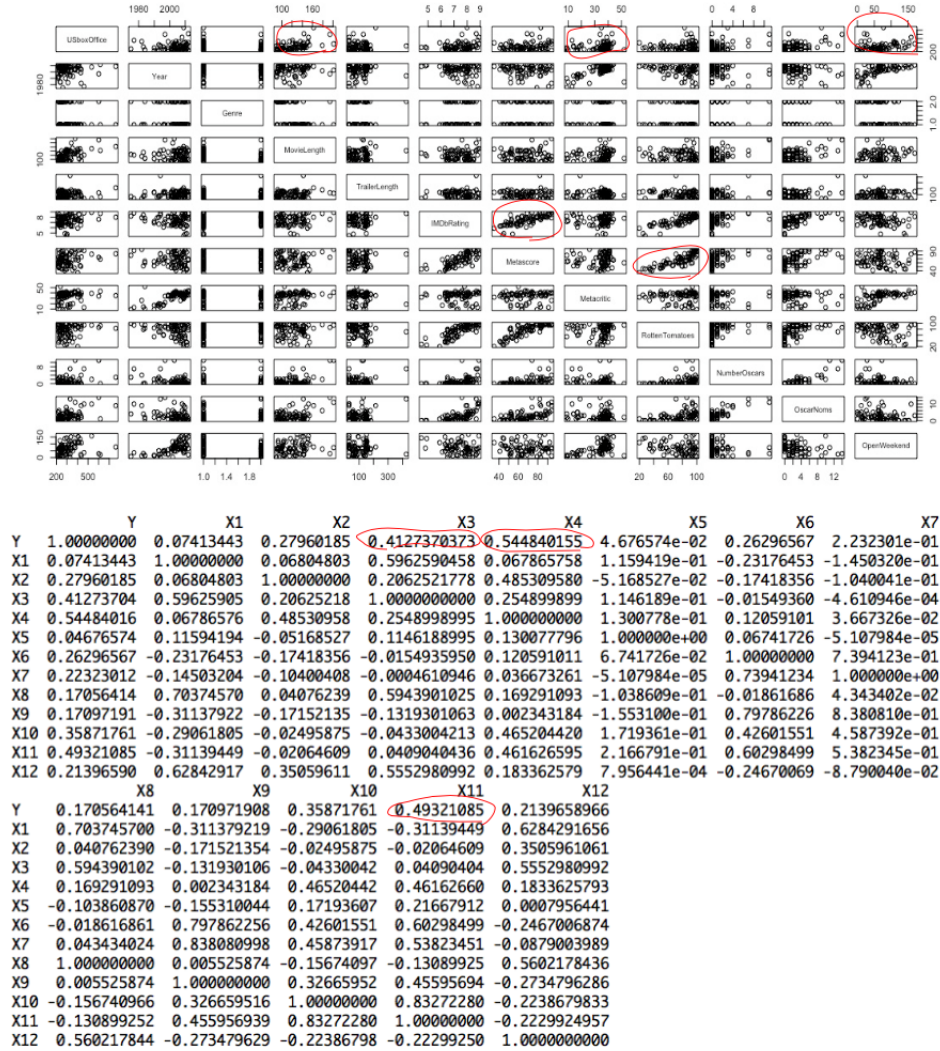 1980 2000 100 160 5 6 7 8 9 10 30 50 0 4 8 0 50 150
USboxOffice 200
1980 Year
Genre 1.0 2.0
100 MovieLength
TrailerLength 100
5 8 IMDbRating
Metascore 40 90
10 50 Metacritic
RottenTomatoes 20 100
0 8 NumberOscars
OscarNoms 0 10
0 150 OpenWeekend
200 500 1.0 1.4 1.8 100 300 40 60 80 20 60 100 0 2 4 6 8 12
Y X1 X2 X3 X4 X5 X6 X7
Y 1.00000000 0.07413443 0.27960185 0.4127370373 0.544840155 4.676574e-02 0.26296567 2.232301e-01
X1 0.07413443 1.00000000 0.06804803 0.5962590458 0.067865758 1.159419e-01 -0.23176453 -1.450320e-01
X2 0.27960185 0.06804803 1.00000000 0.2062521778 0.485309580 -5.168527e-02 -0.17418356 -1.040041e-01
X3 0.41273704 0.59625905 0.20625218 1.0000000000 0.254899899 1.146189e-01 -0.01549360 -4.610946e-04
X4 0.54484016 0.06786576 0.48530958 0.2548998995 1.000000000 1.300778e-01 0.12059101 3.667326e-02
X5 0.04676574 0.11594194 -0.05168527 0.1146188995 0.130077796 1.000000e+00 0.06741726 -5.107984e-05
X6 0.26296567 -0.23176453 -0.17418356 -0.0154935950 0.120591011 6.741726e-02 1.00000000 7.394123e-01
X7 0.22323012 -0.14503204 -0.10400408 -0.0004610946 0.036673261 -5.107984e-05 0.73941234 1.000000e+00
X8 0.17056414 0.70374570 0.04076239 0.5943901025 0.169291093 -1.038609e-01 -0.01861686 4.343402e-02
X9 0.17097191 -0.31137922 -0.17152135 -0.1319301063 0.002343184 -1.553100e-01 0.79786226 8.380810e-01
X10 0.35871761 -0.29061805 -0.02495875 -0.0433004213 0.465204420 1.719361e-01 0.42601551 4.587392e-01
X11 0.49321085 -0.31139449 -0.02064609 0.0409040436 0.461626595 2.166791e-01 0.60298499 5.382345e-01
X12 0.21396590 0.62842917 0.35059611 0.5552980992 0.183362579 7.956441e-04 -0.24670069 -8.790040e-02
X8 X9 X10 X11 X12
Y 0.170564141 0.170971908 0.35871761 0.49321085 0.2139658966
X1 0.703745700 -0.311379219 -0.29061805 -0.31139449 0.6284291656
X2 0.040762390 -0.171521354 -0.02495875 -0.02064609 0.3505961061
X3 0.594390102 -0.131930106 -0.04330042 0.04090404 0.5552980992
X4 0.169291093 0.002343184 0.46520442 0.46162660 0.1833625793
X5 -0.103860870 -0.155310044 0.17193607 0.21667912 0.0007956441
X6 -0.018616861 0.797862256 0.42601551 0.60298499 -0.2467006874
X7 0.043434024 0.838080998 0.45873917 0.53823451 -0.0879003989
X8 1.000000000 0.005525874 -0.15674097 -0.13089925 0.5602178436
X9 0.005525874 1.000000000 0.32665952 0.45595694 -0.2734796286
X10 -0.156740966 0.326659516 1.00000000 0.83272280 -0.2238679833
X11 -0.130899252 0.455956939 0.83272280 1.00000000 -0.2229924957
X12 0.560217844 -0.273479629 -0.22386798 -0.22299250 1.0000000000